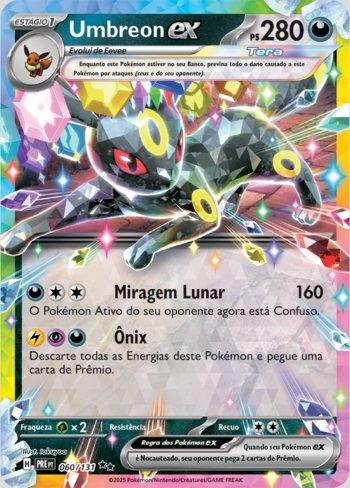 ESTÁGIO 1
Umbreon ex
PS 280
Evolui de Eevee
Tera
Enquanto este Pokémon estiver no seu Banco, previna todo o dano causado a este
Pokémon por ataques (seus e do seu oponente).
Miragem Lunar 160
O Pokémon Ativo do seu oponente agora está Confuso.
Ônix
Descarte todas as Energias deste Pokémon e pegue uma
carta de Prêmio.
Fraqueza ×2 Resistência Recuo
Ilust. takuyoa
Regra dos Pokémon ex
Quando seu Pokémon ex
é Nocauteado, seu oponente pega 2 cartas de Prêmio.
H PRE PT 060/131
©2025 Pokémon/Nintendo/Creatures/GAME FREAK